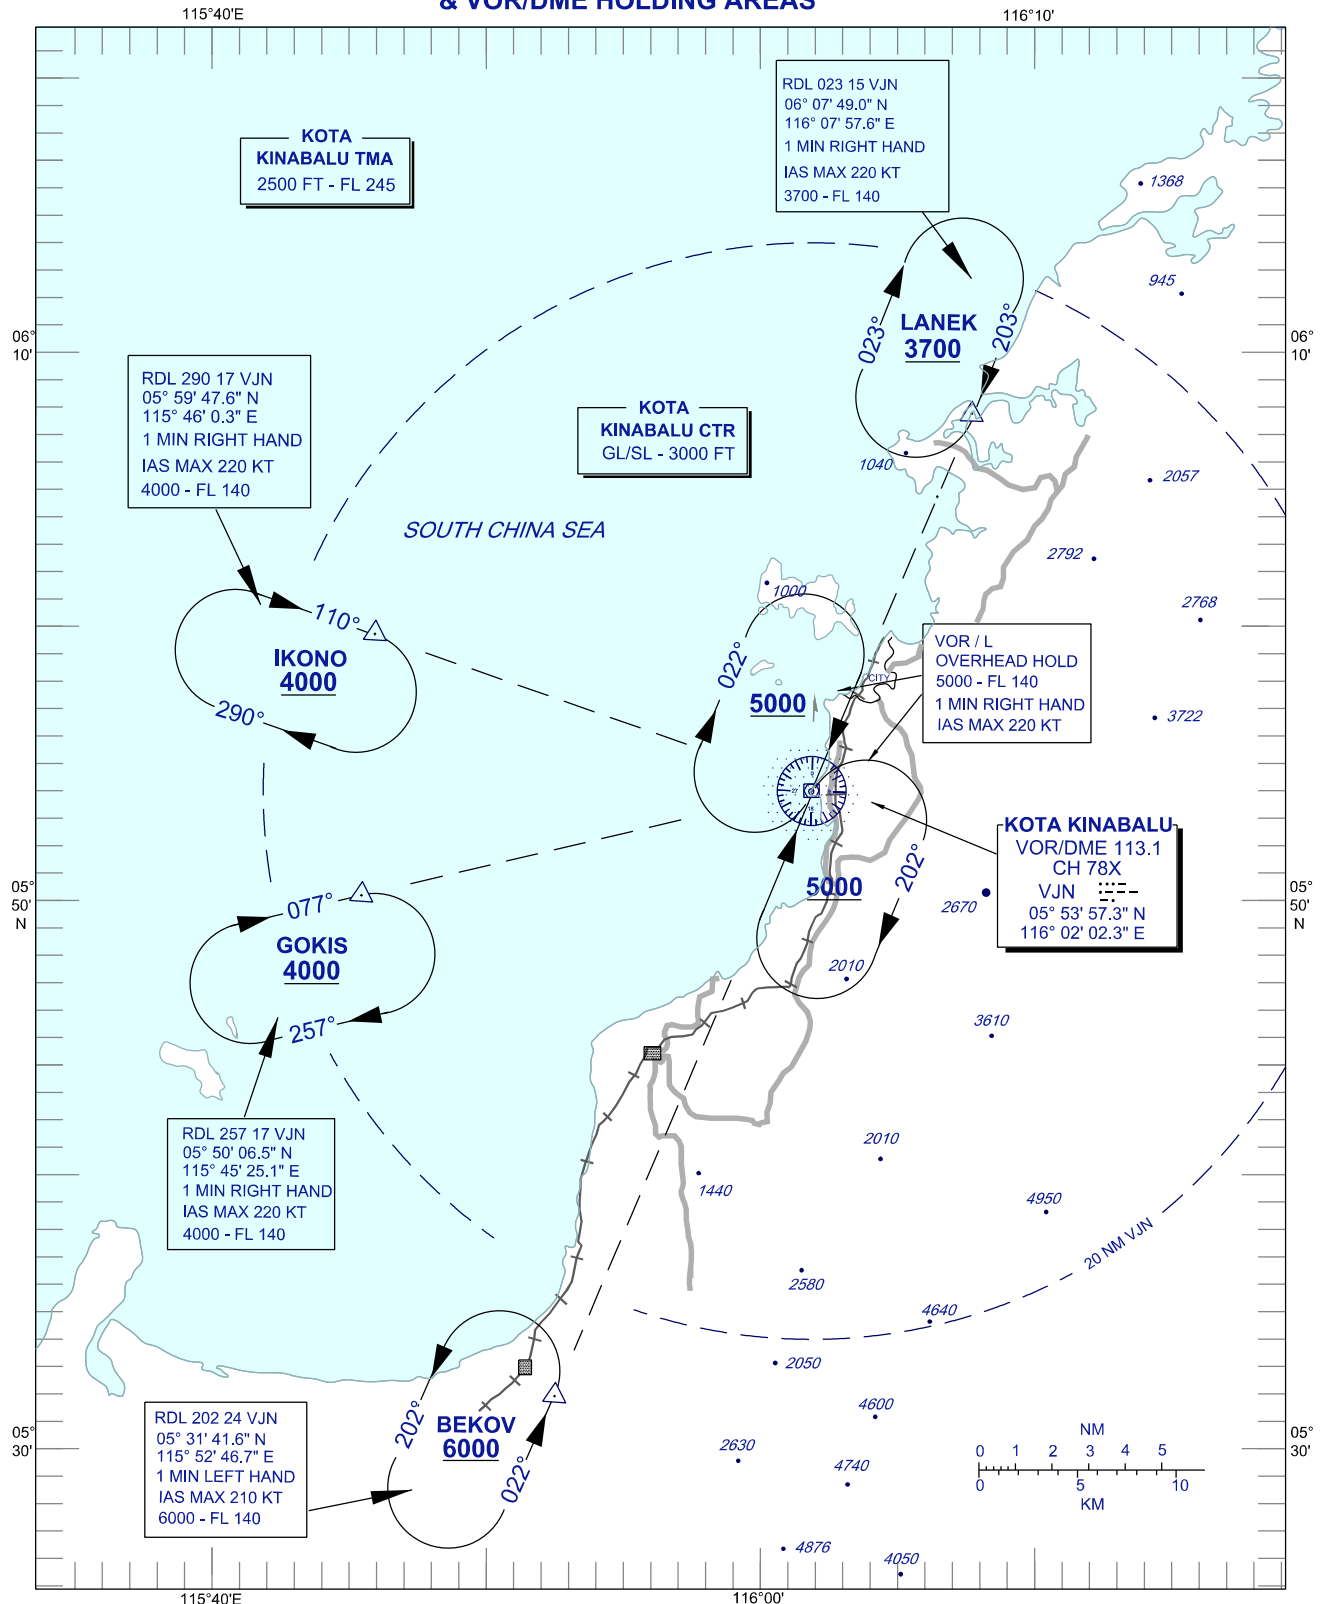 & VOR/DME HOLDING AREAS
115°40'E
116°10'
RDL 023 15 VJN
06° 07' 49.0" N
116° 07' 57.6" E
1 MIN RIGHT HAND
IAS MAX 220 KT
3700 - FL 140
KOTA
KINABALU TMA
2500 FT - FL 245
1368
945
023°
LANEK
3700
203°
06°
10'
06°
10'
RDL 290 17 VJN
05° 59' 47.6" N
115° 46' 0.3" E
1 MIN RIGHT HAND
IAS MAX 220 KT
4000 - FL 140
KOTA
KINABALU CTR
GL/SL - 3000 FT
1040
2057
SOUTH CHINA SEA
2792
1000
2768
110°
IKONO
4000
290°
022°
5000
CITY
VOR / L
OVERHEAD HOLD
5000 - FL 140
1 MIN RIGHT HAND
IAS MAX 220 KT
3722
0
9
18
27
KOTA KINABALU
VOR/DME 113.1
CH 78X
VJN
05° 53' 57.3" N
116° 02' 02.3" E
5000
202°
2670
05°
50'
N
05°
50'
N
077°
GOKIS
4000
257°
2010
3610
RDL 257 17 VJN
05° 50' 06.5" N
115° 45' 25.1" E
1 MIN RIGHT HAND
IAS MAX 220 KT
4000 - FL 140
2010
1440
4950
20 NM VJN
2580
4640
2050
4600
RDL 202 24 VJN
05° 31' 41.6" N
115° 52' 46.7" E
1 MIN LEFT HAND
IAS MAX 210 KT
6000 - FL 140
202°
BEKOV
6000
022°
2630
4740
NM
0 1 2 3 4 5
0 5 10
KM
05°
30'
05°
30'
4876
4050
115°40'E
116°00'